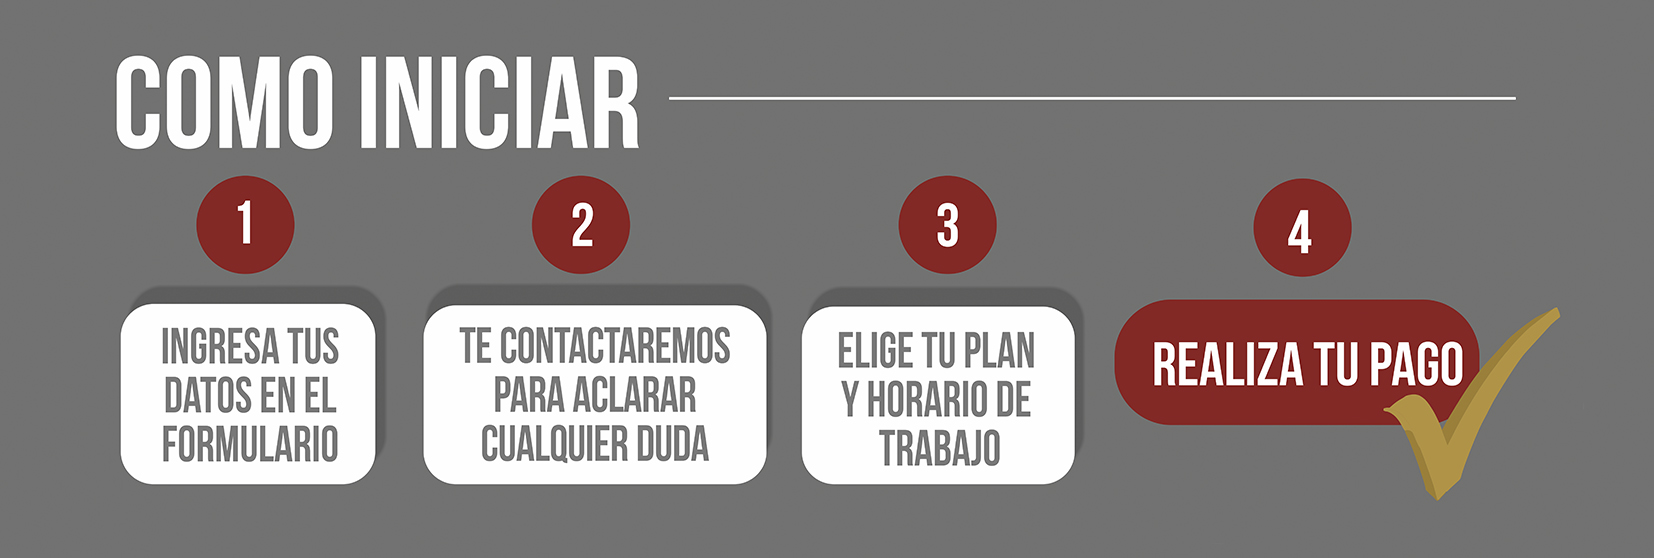 COMO INICIAR
1
INGRESA TUS
DATOS EN EL
FORMULARIO
2
TE CONTACTAREMOS
PARA ACLARAR
CUALQUIER DUDA
3
ELIGE TU PLAN
Y HORARIO DE
TRABAJO
4
REALIZA TU PAGO